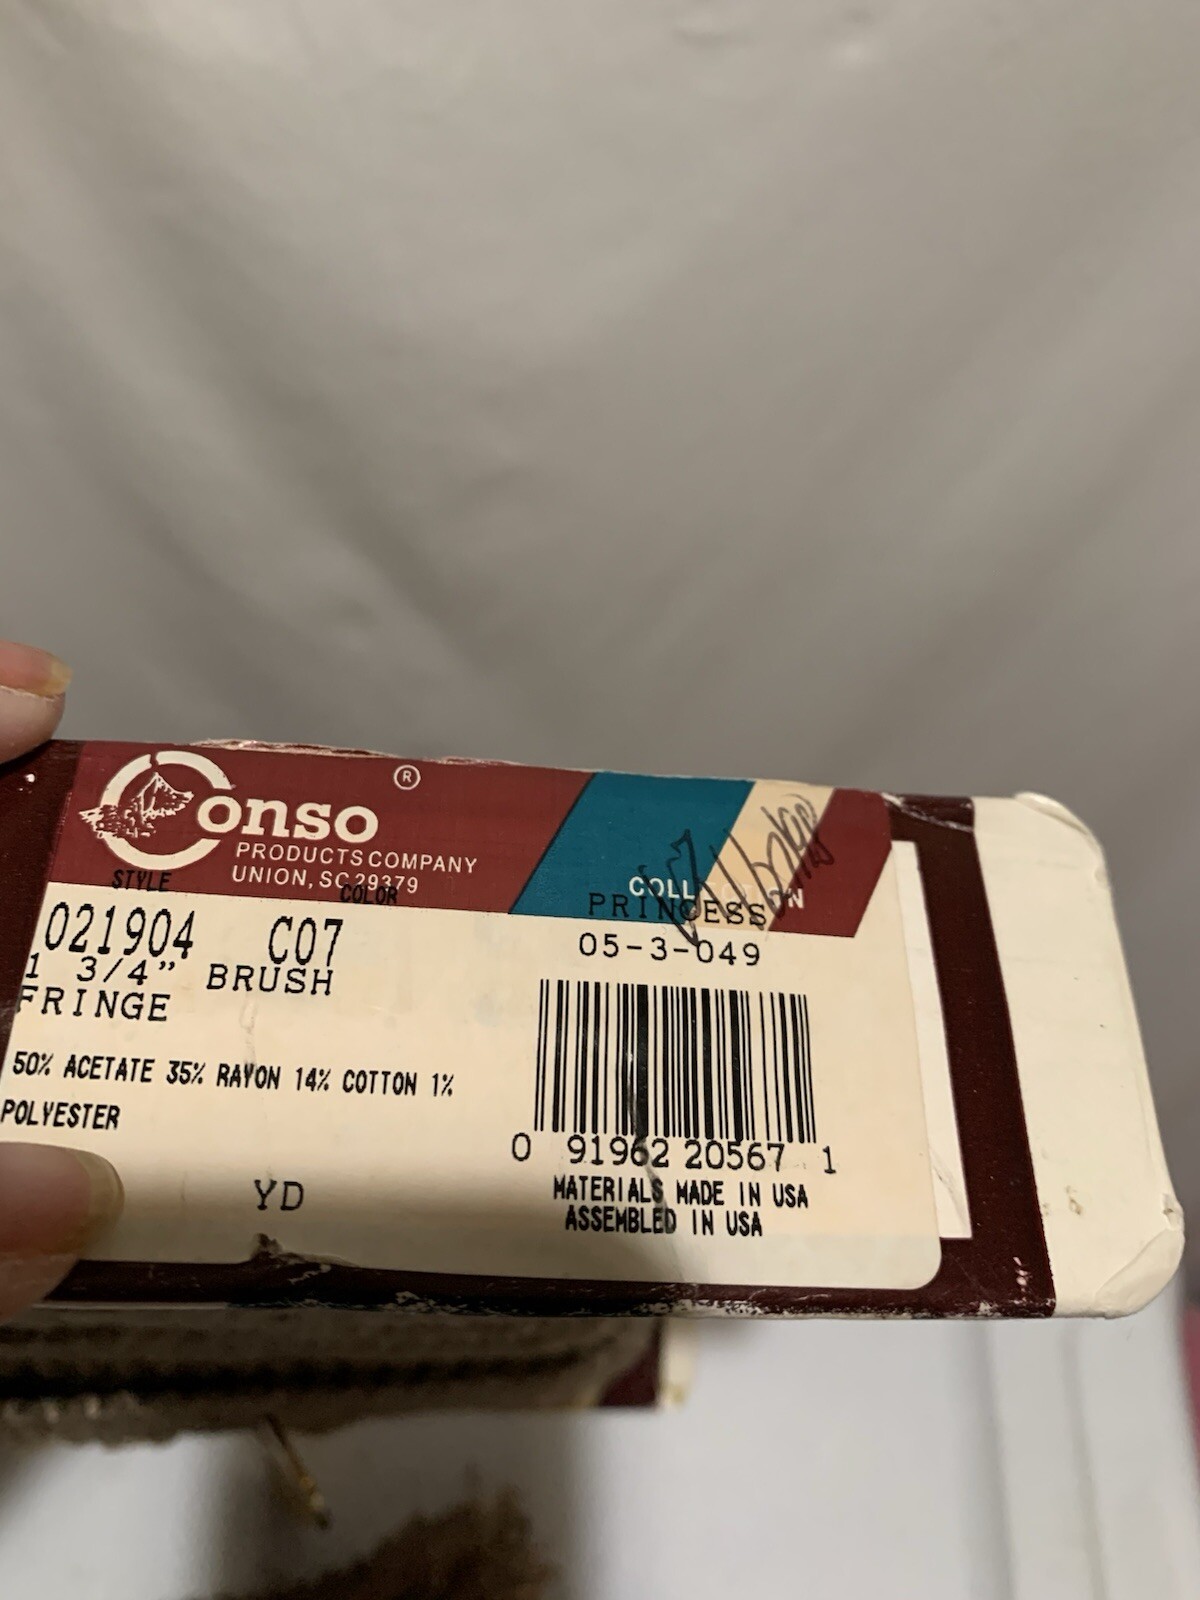 Conso ®
PRODUCTS COMPANY
UNION, SC 29379
STYLE
COLOR
021904 C07
1 3/4" BRUSH
FRINGE
50% ACETATE 35% RAYON 14% COTTON 1%
POLYESTER
YD
COLLECTION
PRINCESS
05-3-049
0 91962 20567 1
MATERIALS MADE IN USA
ASSEMBLED IN USA